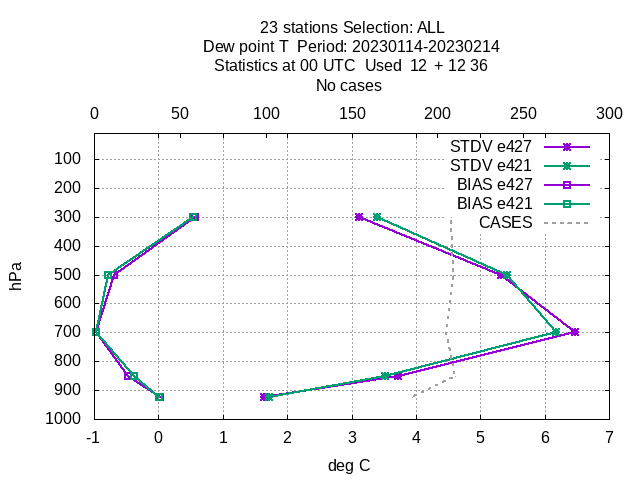 23 stations Selection: ALL
Dew point T  Period: 20230114-20230214
Statistics at 00 UTC  Used  12  + 12 36
No cases
0 50 100 150 200 250 300
STDV e427
STDV e421
BIAS e427
BIAS e421
CASES
hPa
100
200
300
400
500
600
700
800
900
1000
-1 0 1 2 3 4 5 6 7
deg C